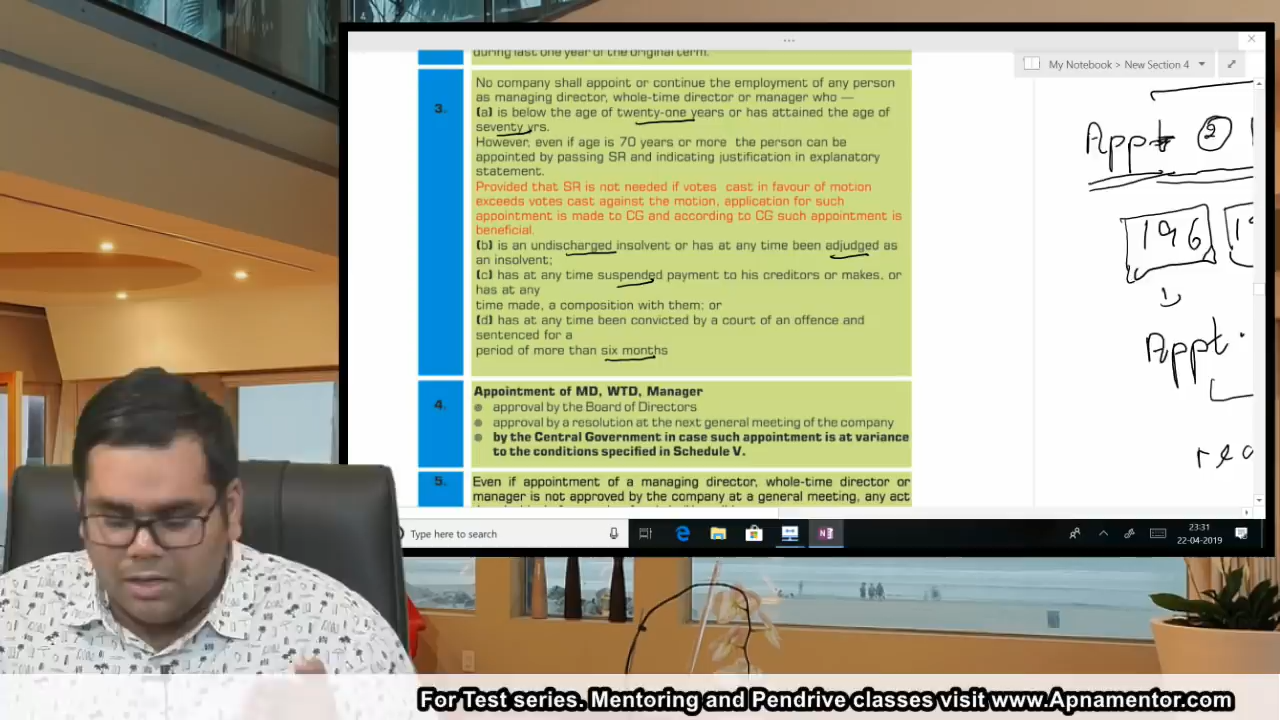 during last one year of the original term.
My Notebook > New Section 4
3.
No company shall appoint or continue the employment of any person
as managing director, whole-time director or manager who —
(a) is below the age of twenty-one years or has attained the age of
seventy yrs.
However, even if age is 70 years or more the person can be
appointed by passing SR and indicating justification in explanatory
statement.
Provided that SR is not needed if votes cast in favour of motion
exceeds votes cast against the motion, application for such
appointment is made to CG and according to CG such appointment is
beneficial.
(b) is an undischarged insolvent or has at any time been adjudged as
an insolvent;
(c) has at any time suspended payment to his creditors or makes, or
has at any
time made, a composition with them; or
(d) has at any time been convicted by a court of an offence and
sentenced for a
period of more than six months
4.
Appointment of MD, WTD, Manager
approval by the Board of Directors
approval by a resolution at the next general meeting of the company
by the Central Government in case such appointment is at variance
to the conditions specified in Schedule V.
5.
Even if appointment of a managing director, whole-time director or
manager is not approved by the company at a general meeting, any act
Appt 2
196
Appt.
Type here to search
23:31
22-04-2019
For Test series. Mentoring and Pendrive classes visit www.Apnamentor.com